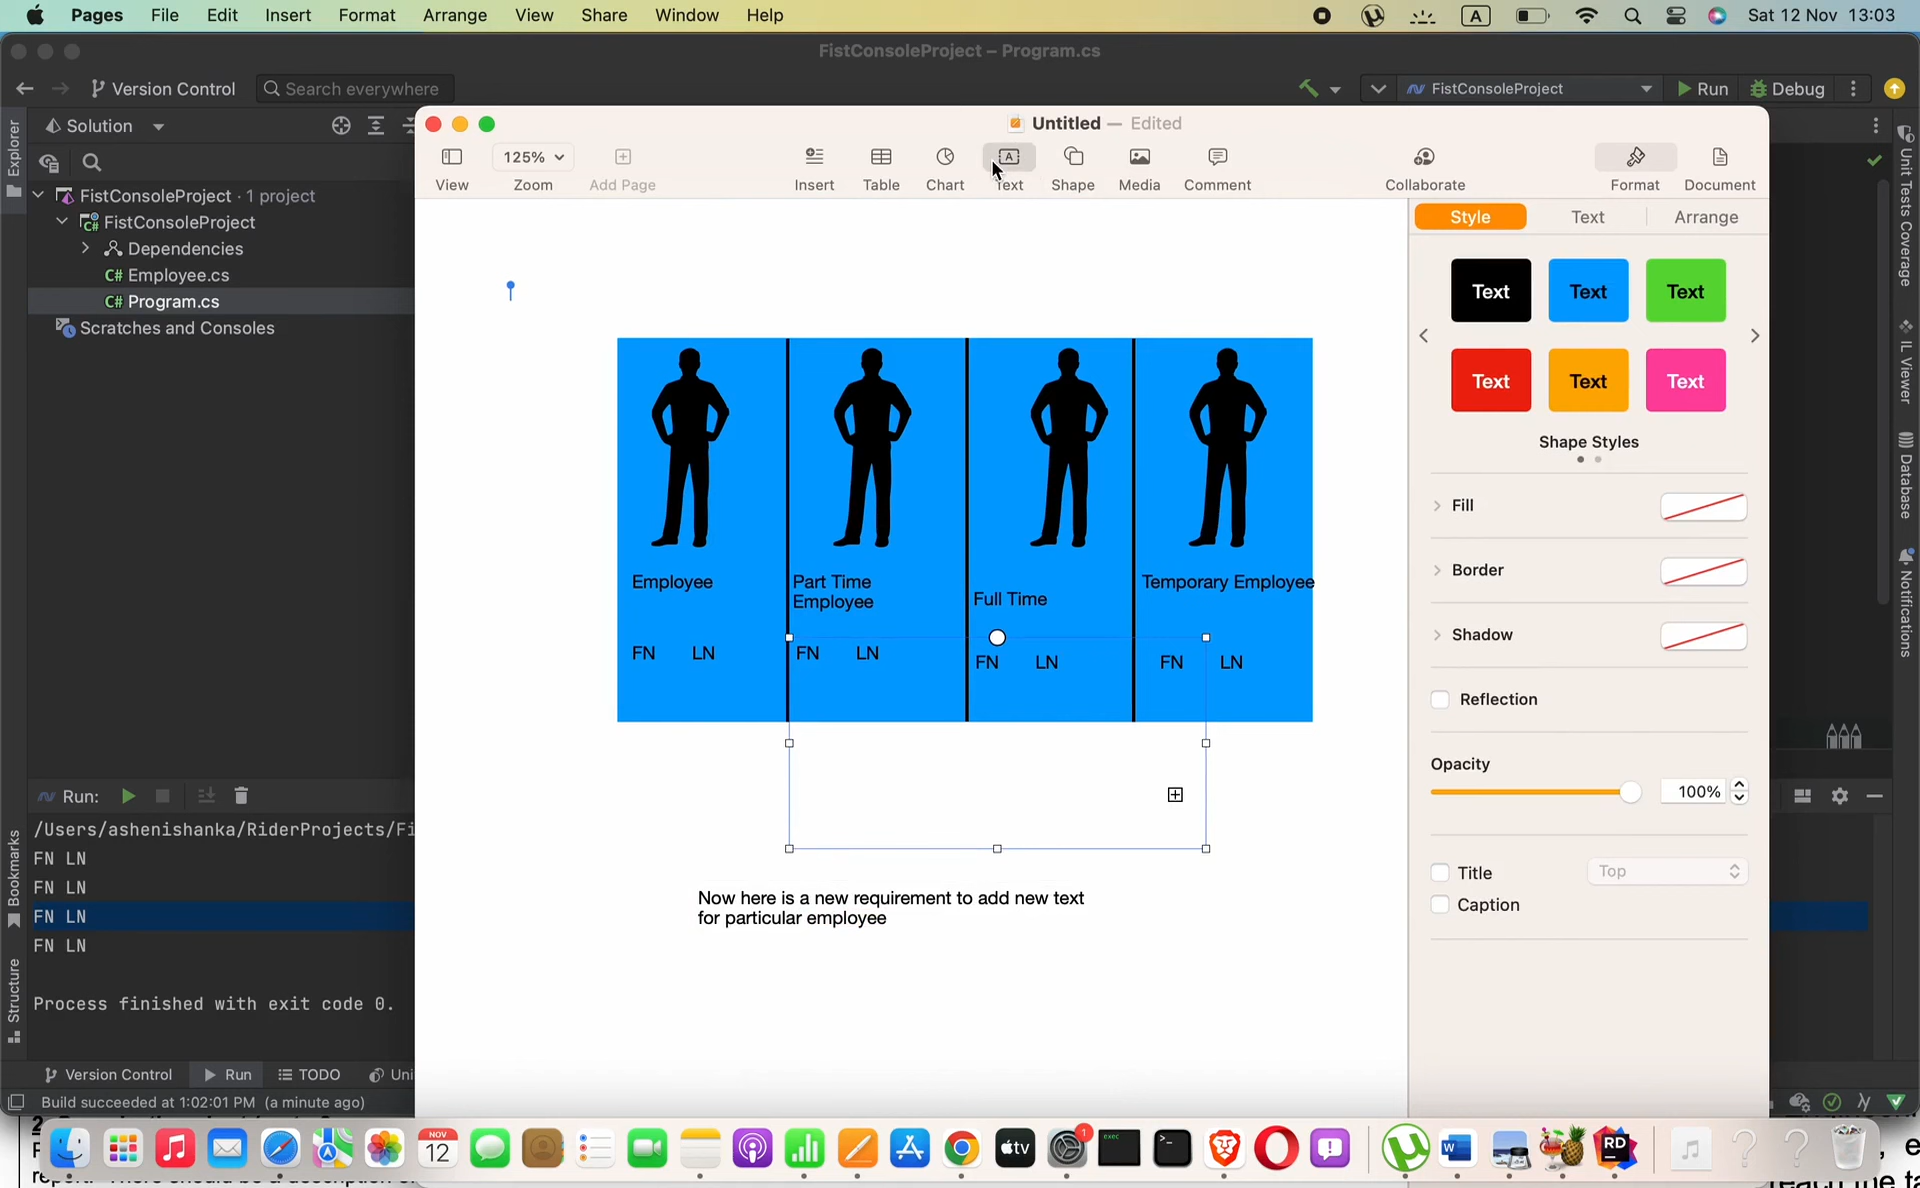 Pages File Edit Insert Format Arrange View Share Window Help A Sat 12 Nov 13:03
FistConsoleProject – Program.cs
Version Control Search everywhere FistConsoleProject Run Debug
Solution
Explorer
FistConsoleProject · 1 project
FistConsoleProject
Dependencies
C# Employee.cs
C# Program.cs
Scratches and Consoles
Untitled — Edited
125%
View Zoom Add Page Insert Table Chart Text Shape Media Comment Collaborate Format Document
Style Text Arrange
Text Text Text
Text Text Text
Shape Styles
Fill
Border
Shadow
Reflection
Opacity
100%
Title Top
Caption
Employee
Part Time
Employee
Full Time
Temporary Employee
FN LN
FN LN
FN LN
FN LN
Now here is a new requirement to add new text
for particular employee
Unit Tests Coverage
IL Viewer
Database
Notifications
Run:
/Users/ashenishanka/RiderProjects/Fi
FN LN
FN LN
FN LN
FN LN
Process finished with exit code 0.
Bookmarks
Structure
Version Control Run TODO Uni
Build succeeded at 1:02:01 PM (a minute ago)
NOV
12
tv
1
exec
W
RD